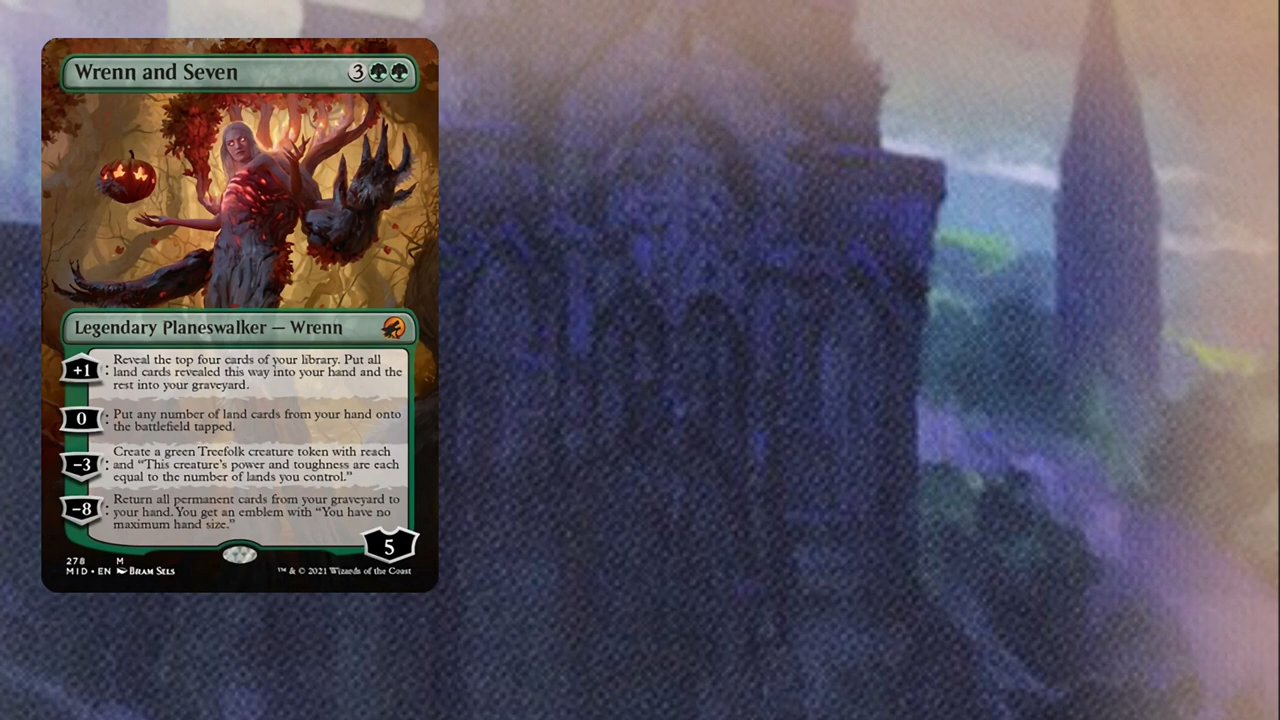 Wrenn and Seven 3
Legendary Planeswalker — Wrenn
+1: Reveal the top four cards of your library. Put all
land cards revealed this way into your hand and the
rest into your graveyard.
0: Put any number of land cards from your hand onto
the battlefield tapped.
−3: Create a green Treefolk creature token with reach
and “This creature's power and toughness are each
equal to the number of lands you control.”
−8: Return all permanent cards from your graveyard to
your hand. You get an emblem with “You have no
maximum hand size.”
5
278 M
MID • EN Bram Sels ™ & © 2021 Wizards of the Coast